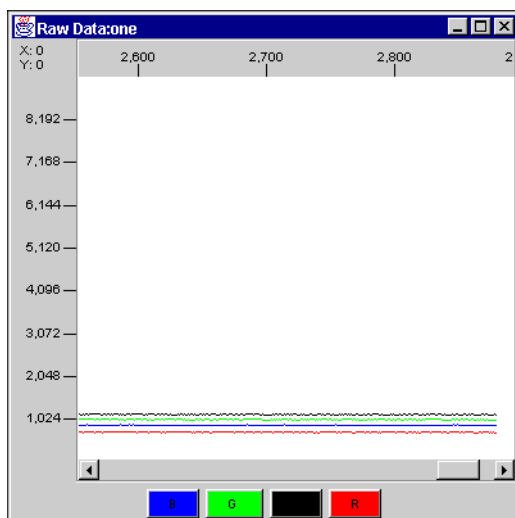 Raw Data:one
X: 0
Y: 0
2,600 2,700 2,800 2
8,192
7,168
6,144
5,120
4,096
3,072
2,048
1,024
B G R